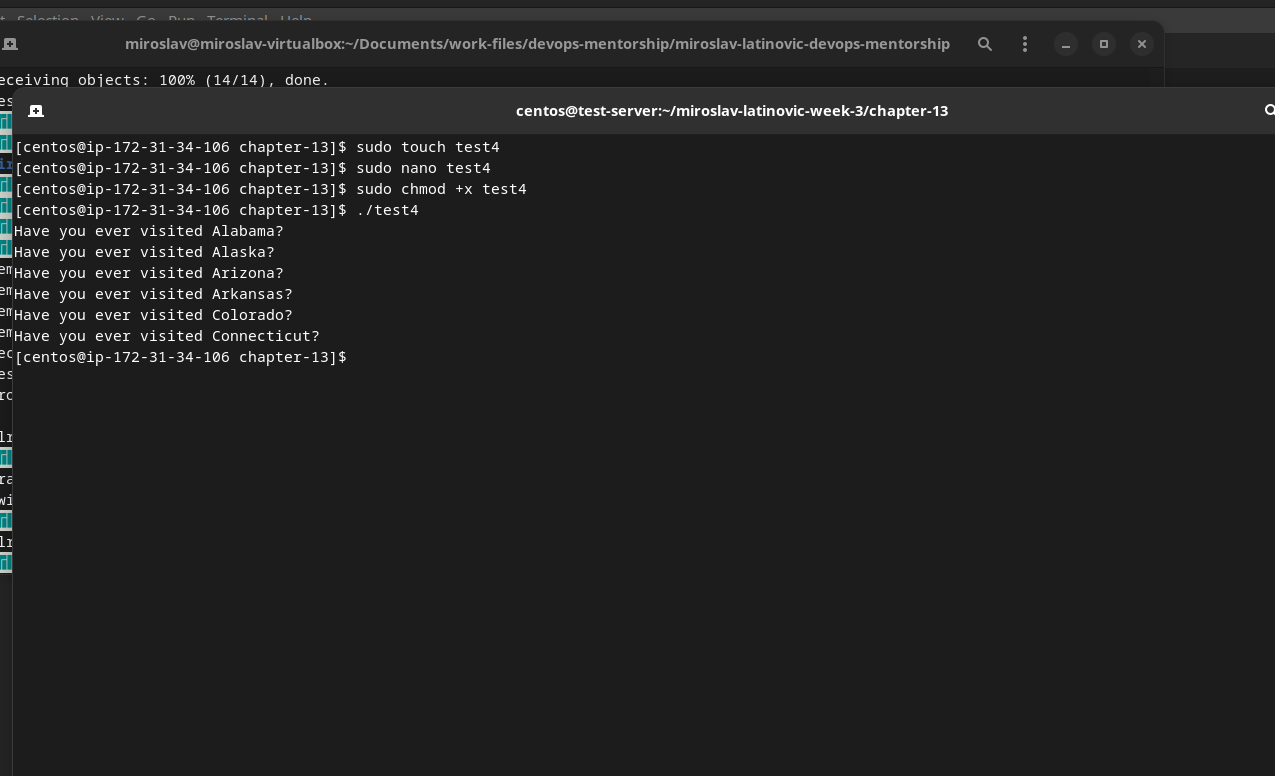 Selection View Go Run Terminal Help
miroslav@miroslav-virtualbox:~/Documents/work-files/devops-mentorship/miroslav-latinovic-devops-mentorship
eceiving objects: 100% (14/14), done.
centos@test-server:~/miroslav-latinovic-week-3/chapter-13
[centos@ip-172-31-34-106 chapter-13]$ sudo touch test4
[centos@ip-172-31-34-106 chapter-13]$ sudo nano test4
[centos@ip-172-31-34-106 chapter-13]$ sudo chmod +x test4
[centos@ip-172-31-34-106 chapter-13]$ ./test4
Have you ever visited Alabama?
Have you ever visited Alaska?
Have you ever visited Arizona?
Have you ever visited Arkansas?
Have you ever visited Colorado?
Have you ever visited Connecticut?
[centos@ip-172-31-34-106 chapter-13]$